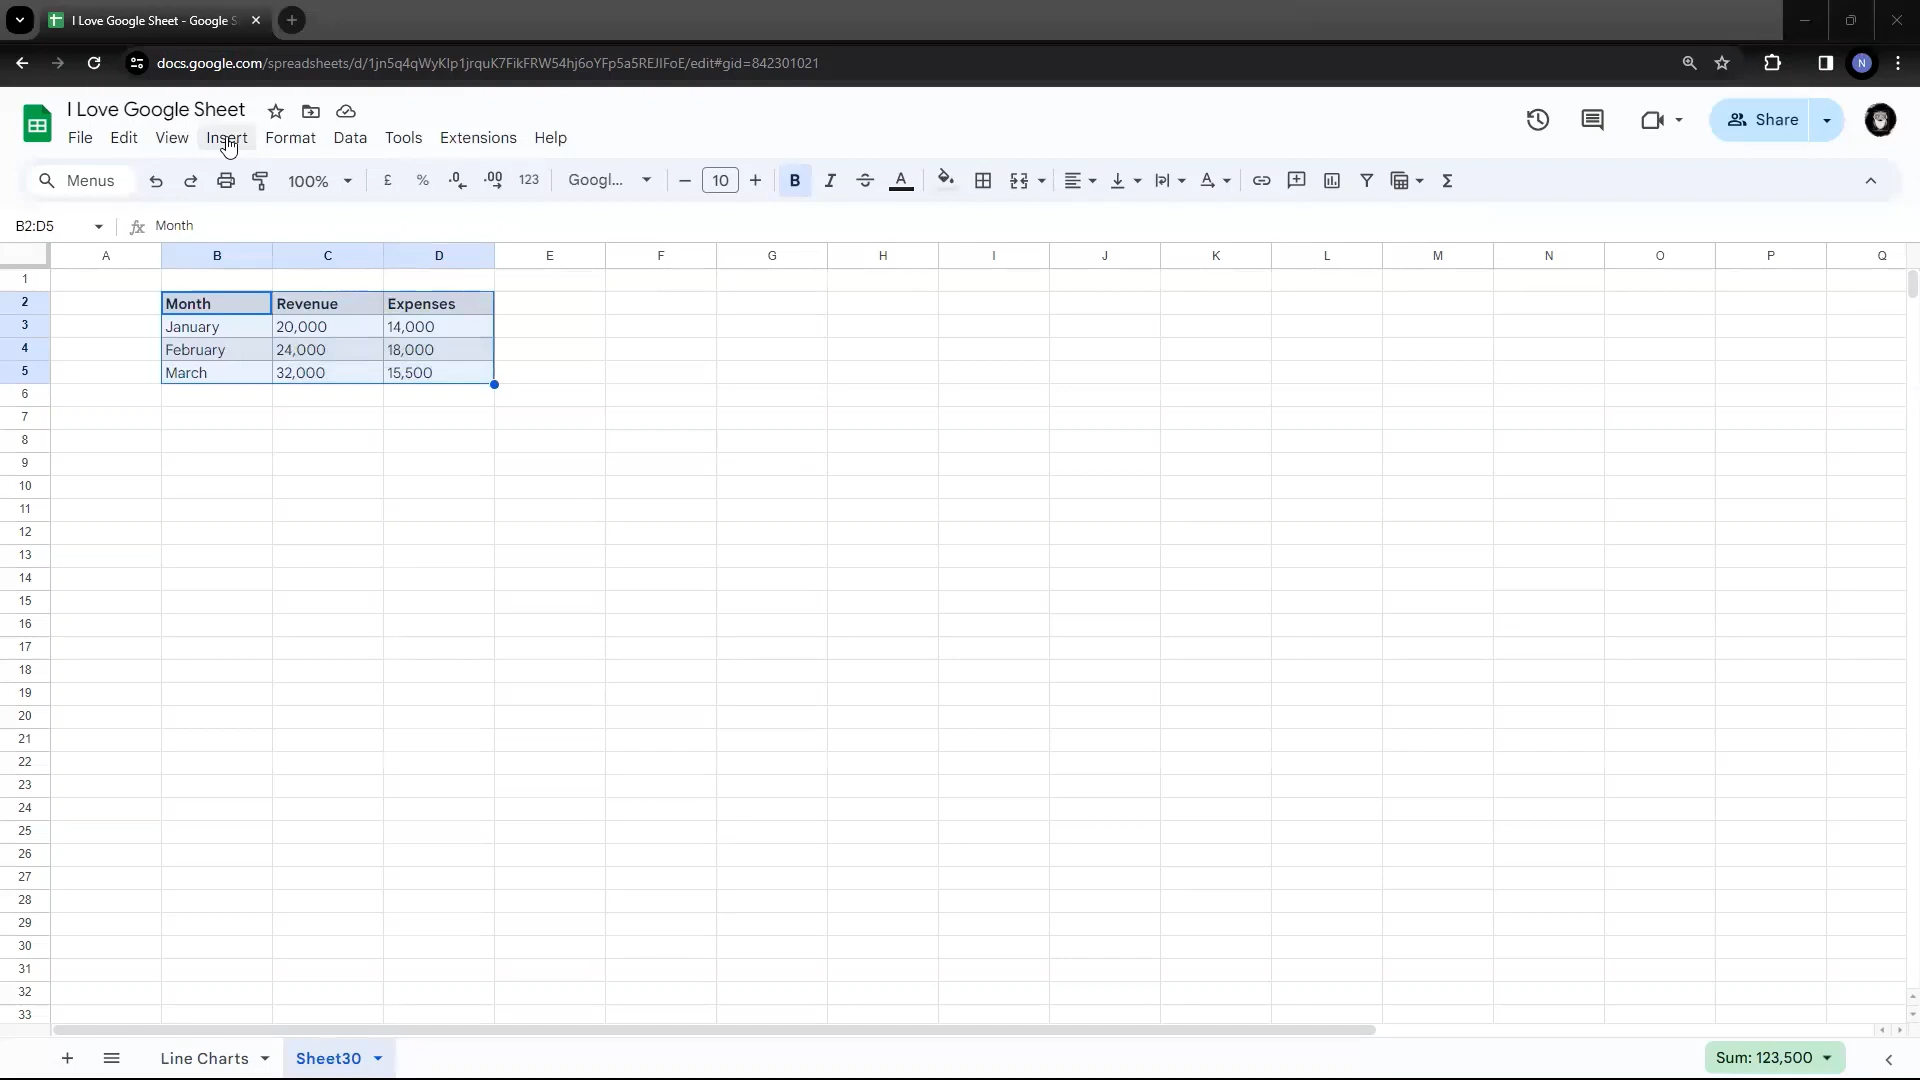 I Love Google Sheet - Google S
docs.google.com/spreadsheets/d/1jn5q4qWyKlp1jrquK7FikFRW54hj6oYFp5a5REJIFoE/edit#gid=842301021
N
I Love Google Sheet
File Edit View Insert Format Data Tools Extensions Help
Share
Menus 100% £ % .0 .00 123 Googl... 10 B I S A A Σ
B2:D5 fx Month
A B C D E F G H I J K L M N O P Q
1
2 Month Revenue Expenses
3 January 20,000 14,000
4 February 24,000 18,000
5 March 32,000 15,500
6
7
8
9
10
11
12
13
14
15
16
17
18
19
20
21
22
23
24
25
26
27
28
29
30
31
32
33
Line Charts Sheet30 Sum: 123,500